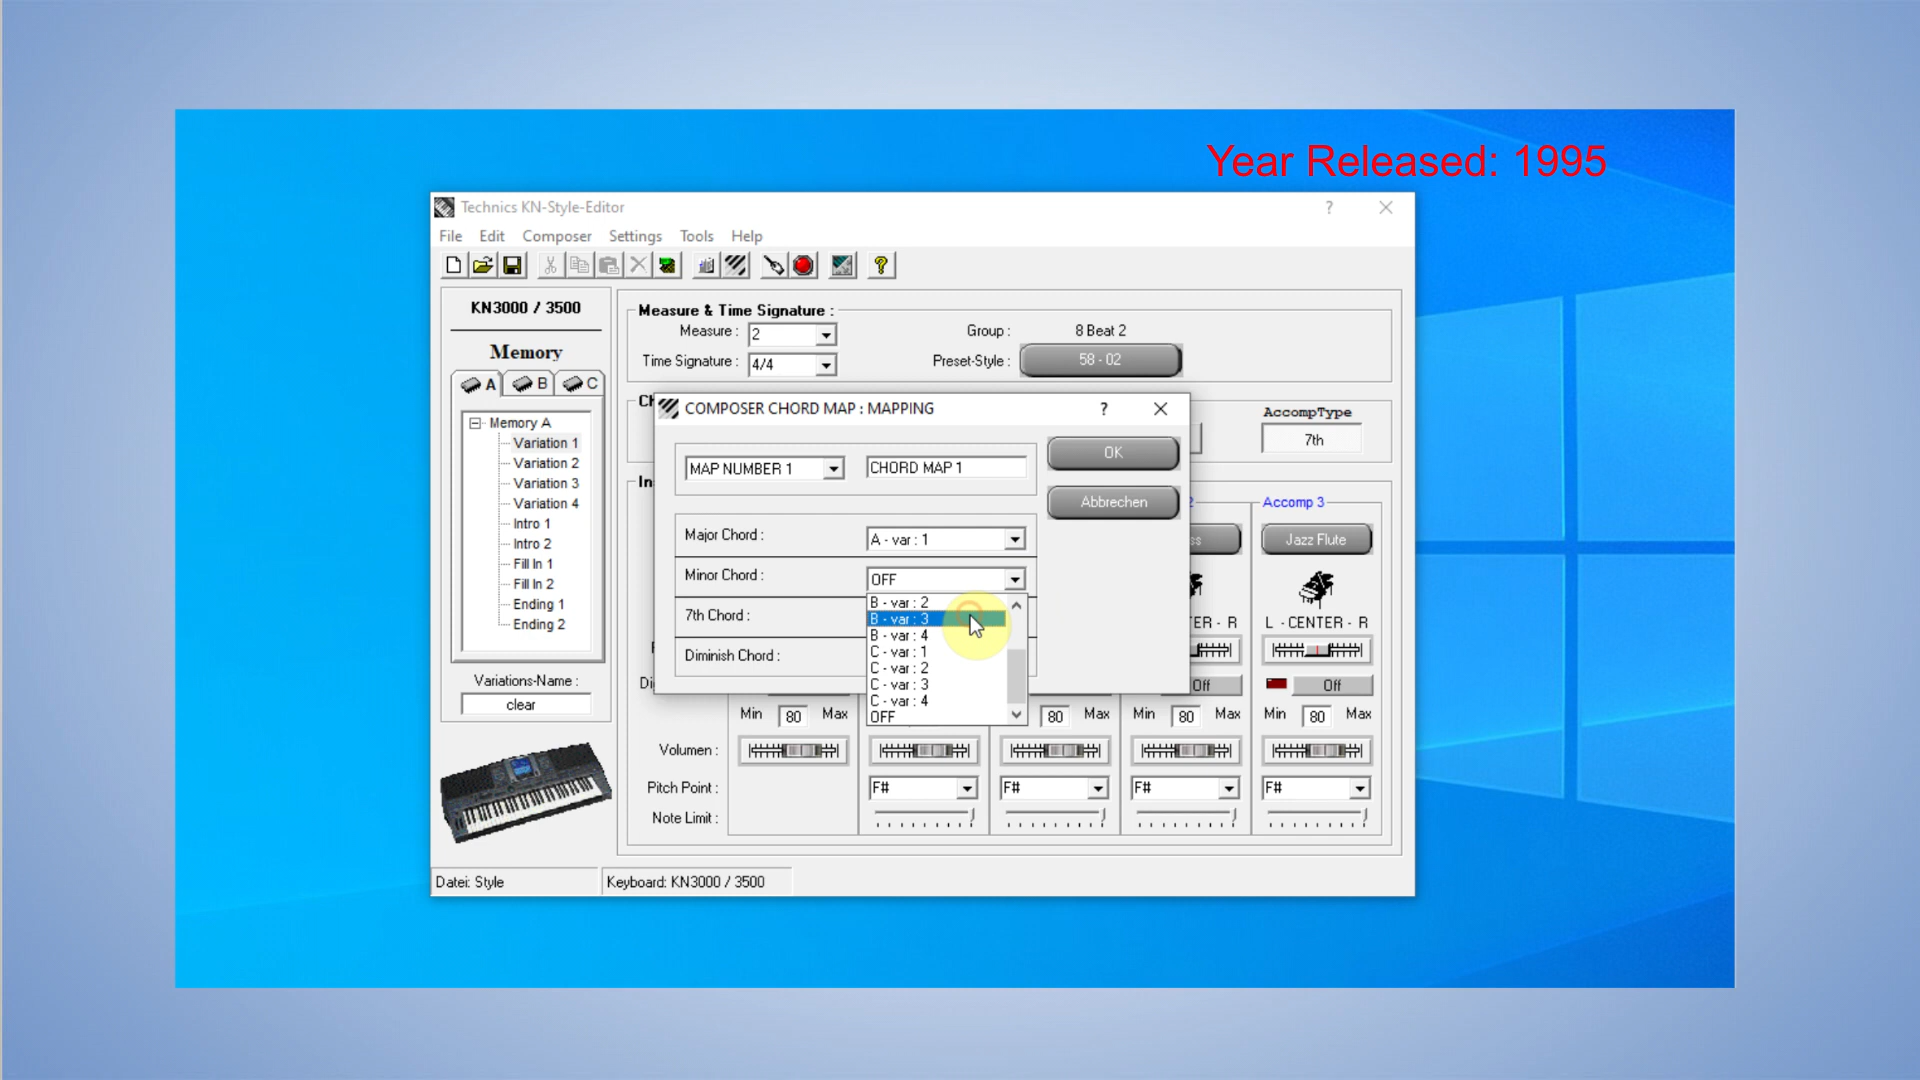 Year Released: 1995
Technics KN-Style-Editor
File Edit Composer Settings Tools Help
KN3000 / 3500
Memory
A B C
Memory A
Variation 1
Variation 2
Variation 3
Variation 4
Intro 1
Intro 2
Fill In 1
Fill In 2
Ending 1
Ending 2
Variations-Name :
clear
Measure & Time Signature :
Measure : 2
Group : 8 Beat 2
Time Signature : 4/4
Preset-Style : 58 - 02
AccompType
7th
COMPOSER CHORD MAP : MAPPING
MAP NUMBER 1
CHORD MAP 1
OK
Abbrechen
Major Chord : A - var : 1
Minor Chord : OFF
7th Chord :
Diminish Chord :
B - var : 2
B - var : 3
B - var : 4
C - var : 1
C - var : 2
C - var : 3
C - var : 4
OFF
Accomp 3
Jazz Flute
L - CENTER - R
Off Off
Min 80 Max
80 Max
Min 80 Max
Min 80 Max
Volumen :
Pitch Point : F# F# F# F#
Note Limit :
Datei: Style
Keyboard: KN3000 / 3500